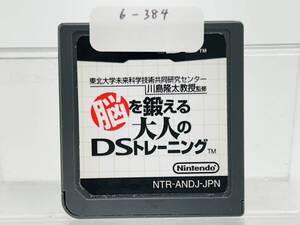 6-384
TM
東北大学未来科学技術共同研究センター
川島隆太教授監修
脳を鍛える
大人の
DSトレーニング™
Nintendo
NTR-ANDJ-JPN